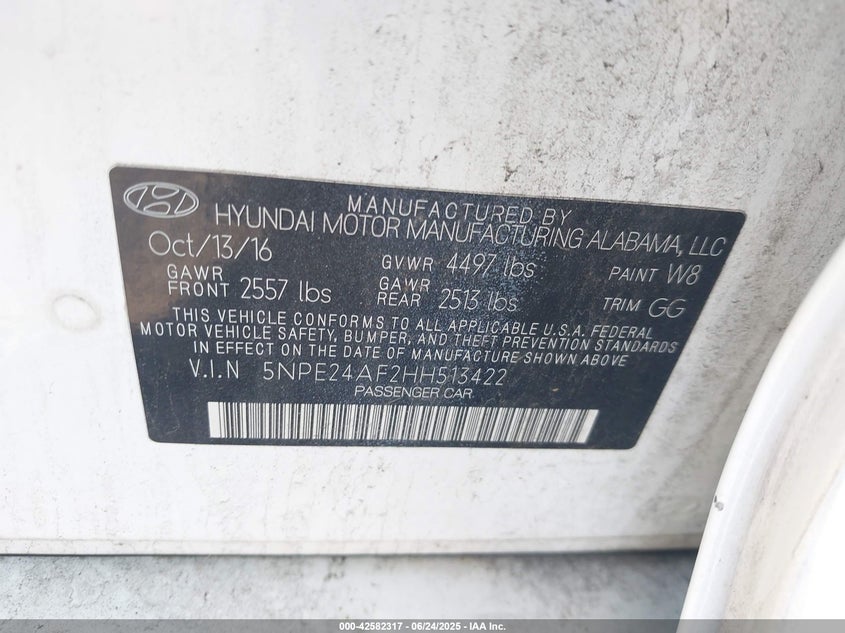 MANUFACTURED BY
HYUNDAI MOTOR MANUFACTURING ALABAMA, LLC
Oct/13/16 GVWR 4497 lbs PAINT W8
GAWR FRONT 2557 lbs GAWR REAR 2513 lbs TRIM GG
THIS VEHICLE CONFORMS TO ALL APPLICABLE U.S.A. FEDERAL
MOTOR VEHICLE SAFETY, BUMPER, AND THEFT PREVENTION STANDARDS
IN EFFECT ON THE DATE OF MANUFACTURE SHOWN ABOVE.
V.I.N 5NPE24AF2HH513422
PASSENGER CAR
000-42582317 - 06/24/2025 - IAA Inc.